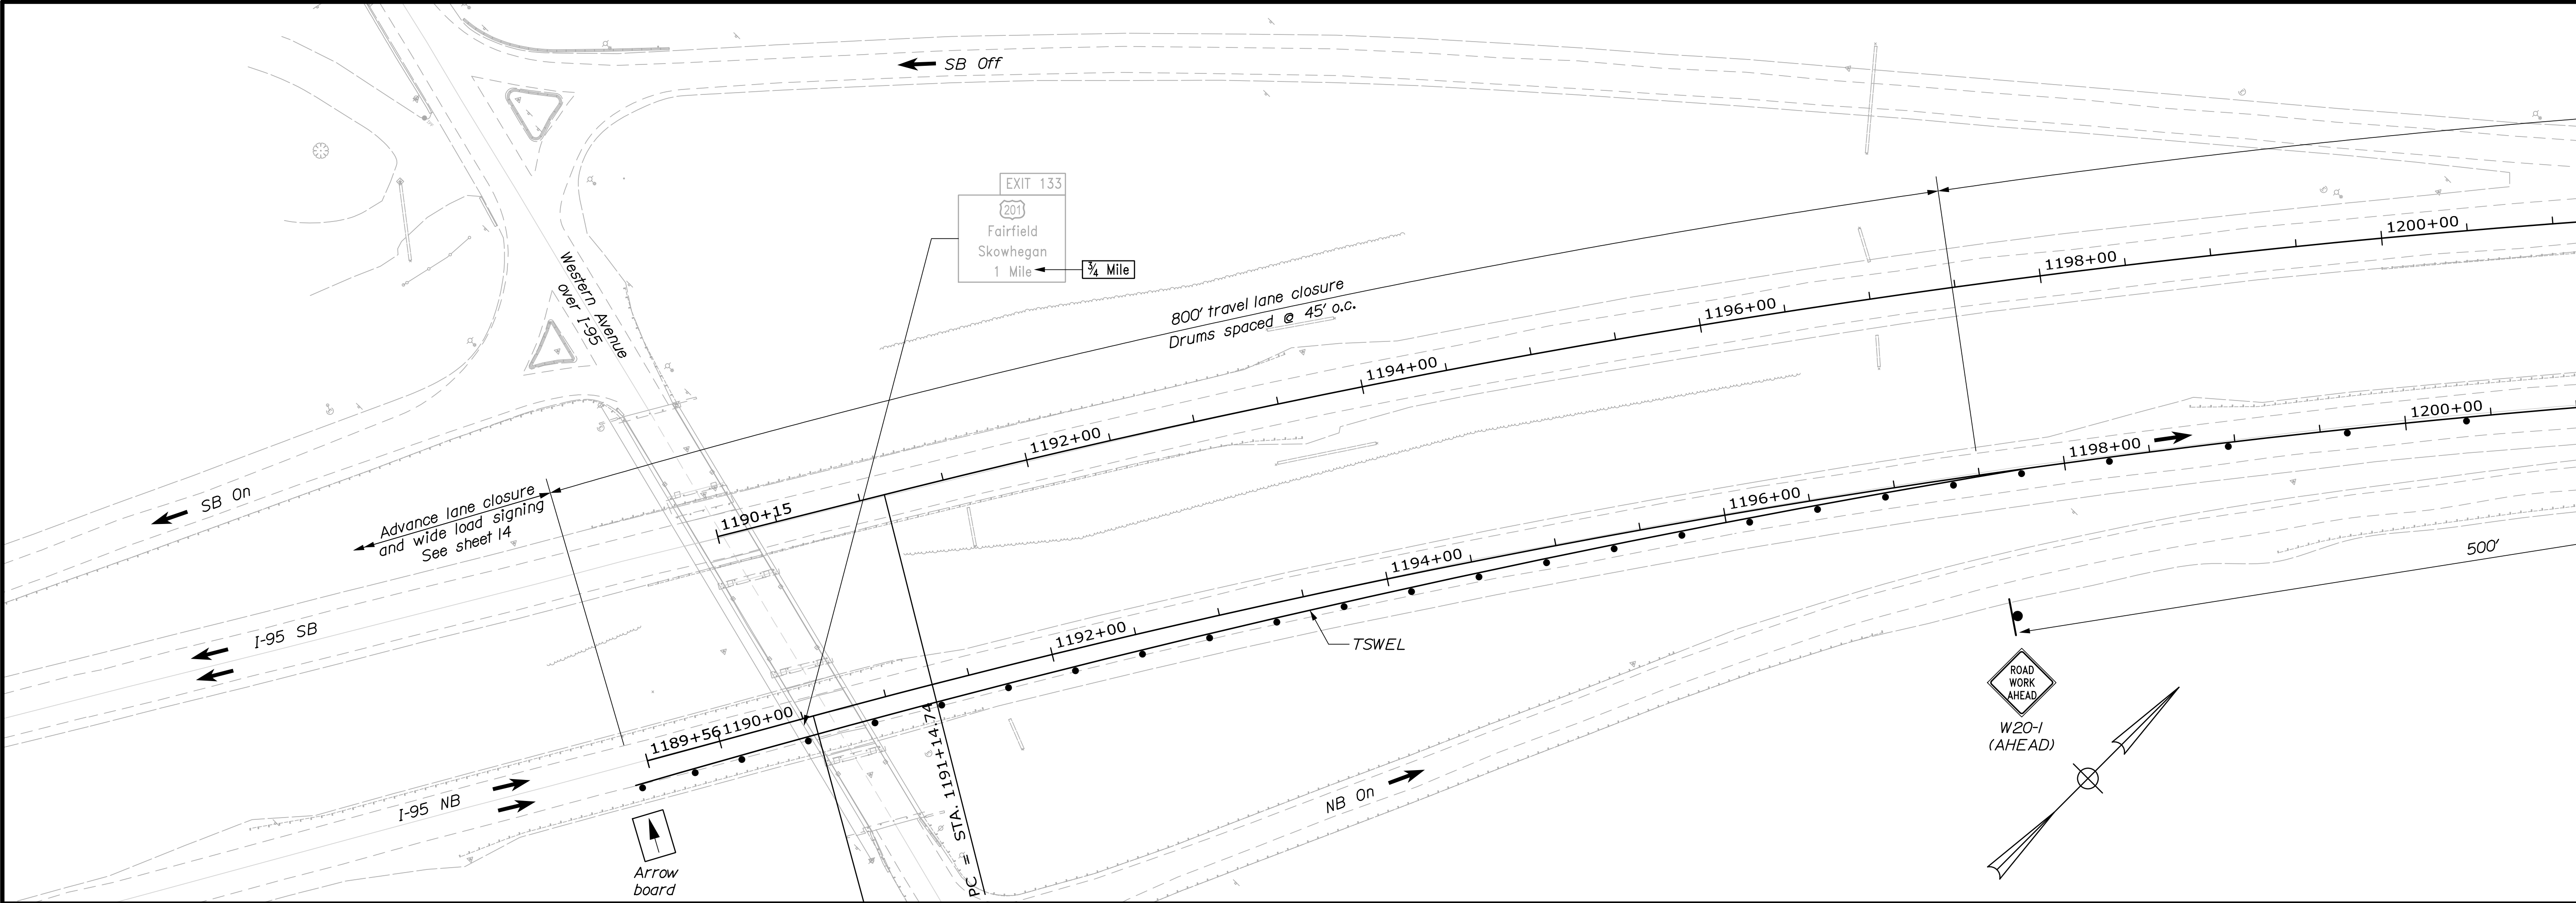 SB Off
EXIT 133
201
Fairfield
Skowhegan
1 Mile
¾ Mile
Western Avenue
over I-95
800' travel lane closure
Drums spaced @ 45' o.c.
1190+15
1192+00
1194+00
1196+00
1198+00
1200+00
SB On
Advance lane closure
and wide load signing
See sheet 14
I-95 SB
1189+56
1190+00
1192+00
1194+00
1196+00
1198+00
1200+00
TSWEL
500'
I-95 NB
Arrow
board
PC = STA. 1191+14.74
NB On
ROAD
WORK
AHEAD
W20-1
(AHEAD)